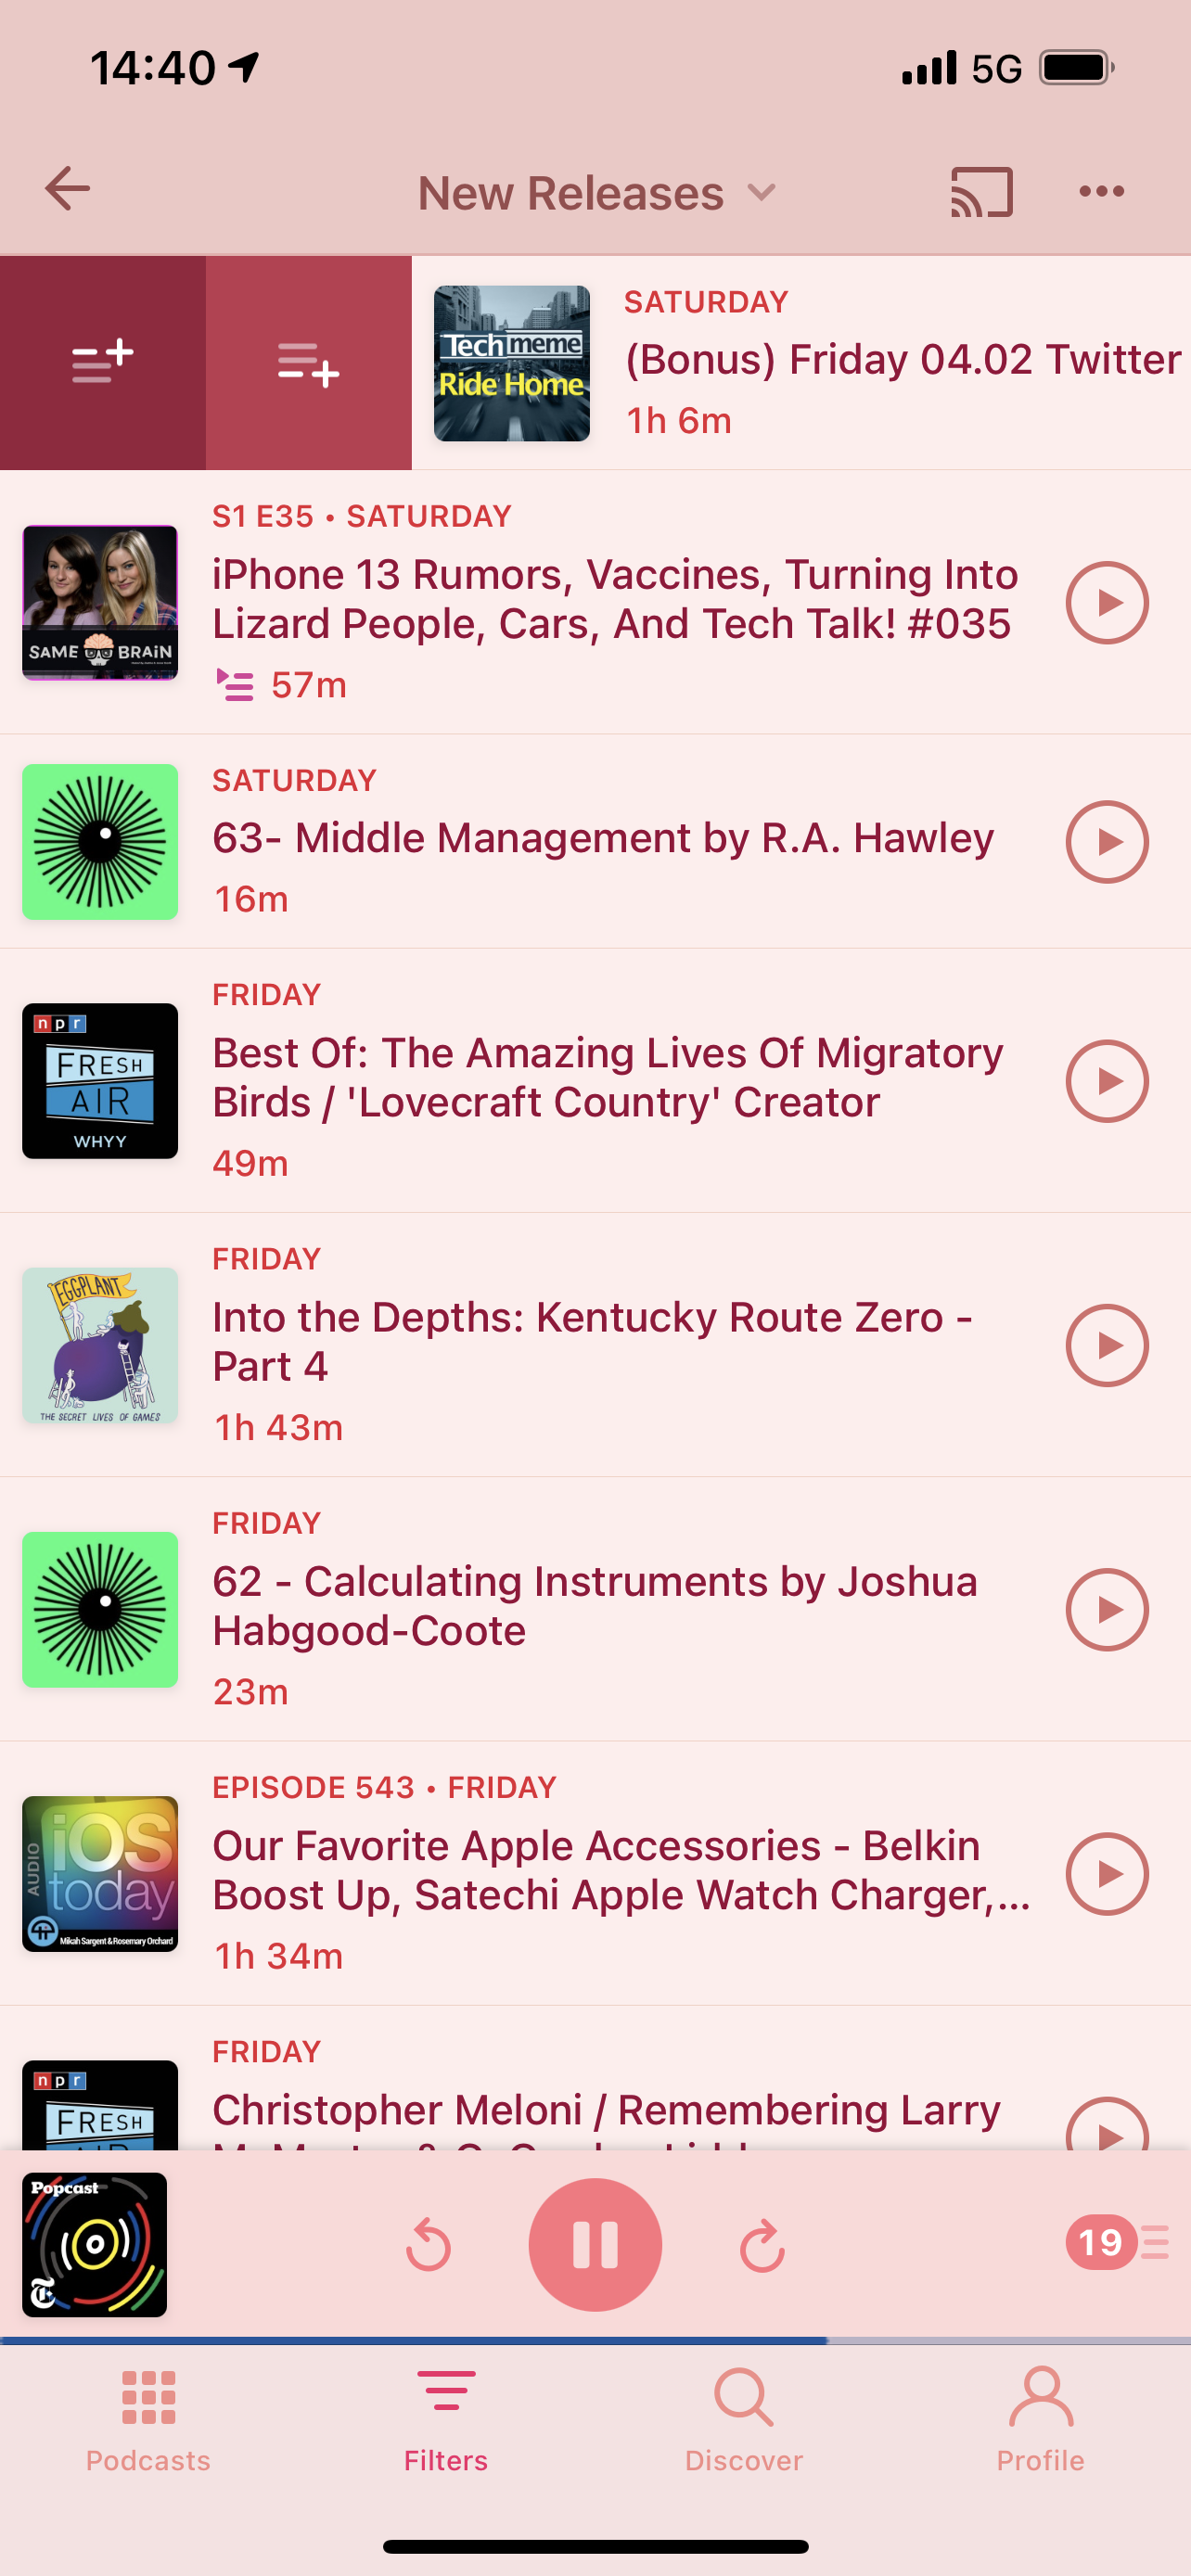 14:40
5G
New Releases
Techmeme
Ride Home
SATURDAY
(Bonus) Friday 04.02 Twitter
1h 6m
SAME BRAiN
S1 E35 • SATURDAY
iPhone 13 Rumors, Vaccines, Turning Into
Lizard People, Cars, And Tech Talk! #035
57m
SATURDAY
63- Middle Management by R.A. Hawley
16m
npr
FRESH
AIR
WHYY
FRIDAY
Best Of: The Amazing Lives Of Migratory
Birds / 'Lovecraft Country' Creator
49m
EGGPLANT
THE SECRET LIVES OF GAMES
FRIDAY
Into the Depths: Kentucky Route Zero -
Part 4
1h 43m
FRIDAY
62 - Calculating Instruments by Joshua
Habgood-Coote
23m
AUDIO
iOS
today
Mikah Sargent & Rosemary Orchard
EPISODE 543 • FRIDAY
Our Favorite Apple Accessories - Belkin
Boost Up, Satechi Apple Watch Charger,...
1h 34m
npr
FRESH
FRIDAY
Christopher Meloni / Remembering Larry
Popcast
T
19
Podcasts
Filters
Discover
Profile